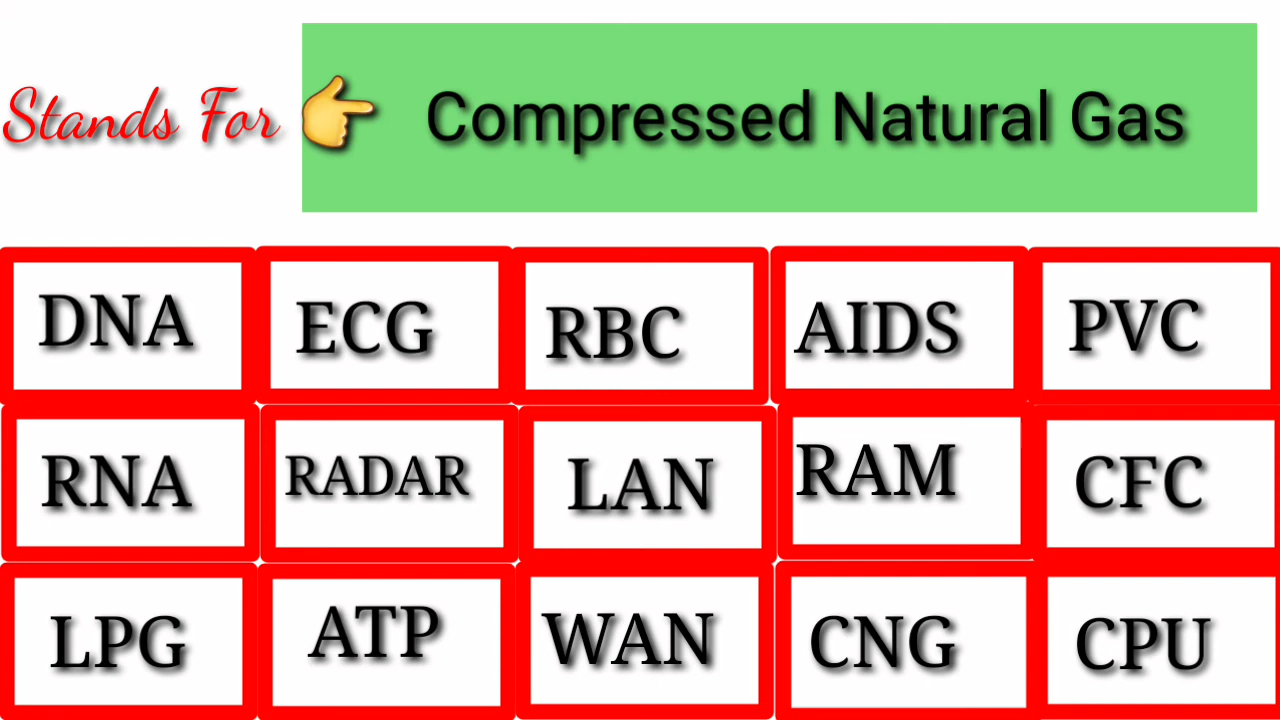 Stands For 👉 Compressed Natural Gas
DNA ECG RBC AIDS PVC
RNA RADAR LAN RAM CFC
LPG ATP WAN CNG CPU